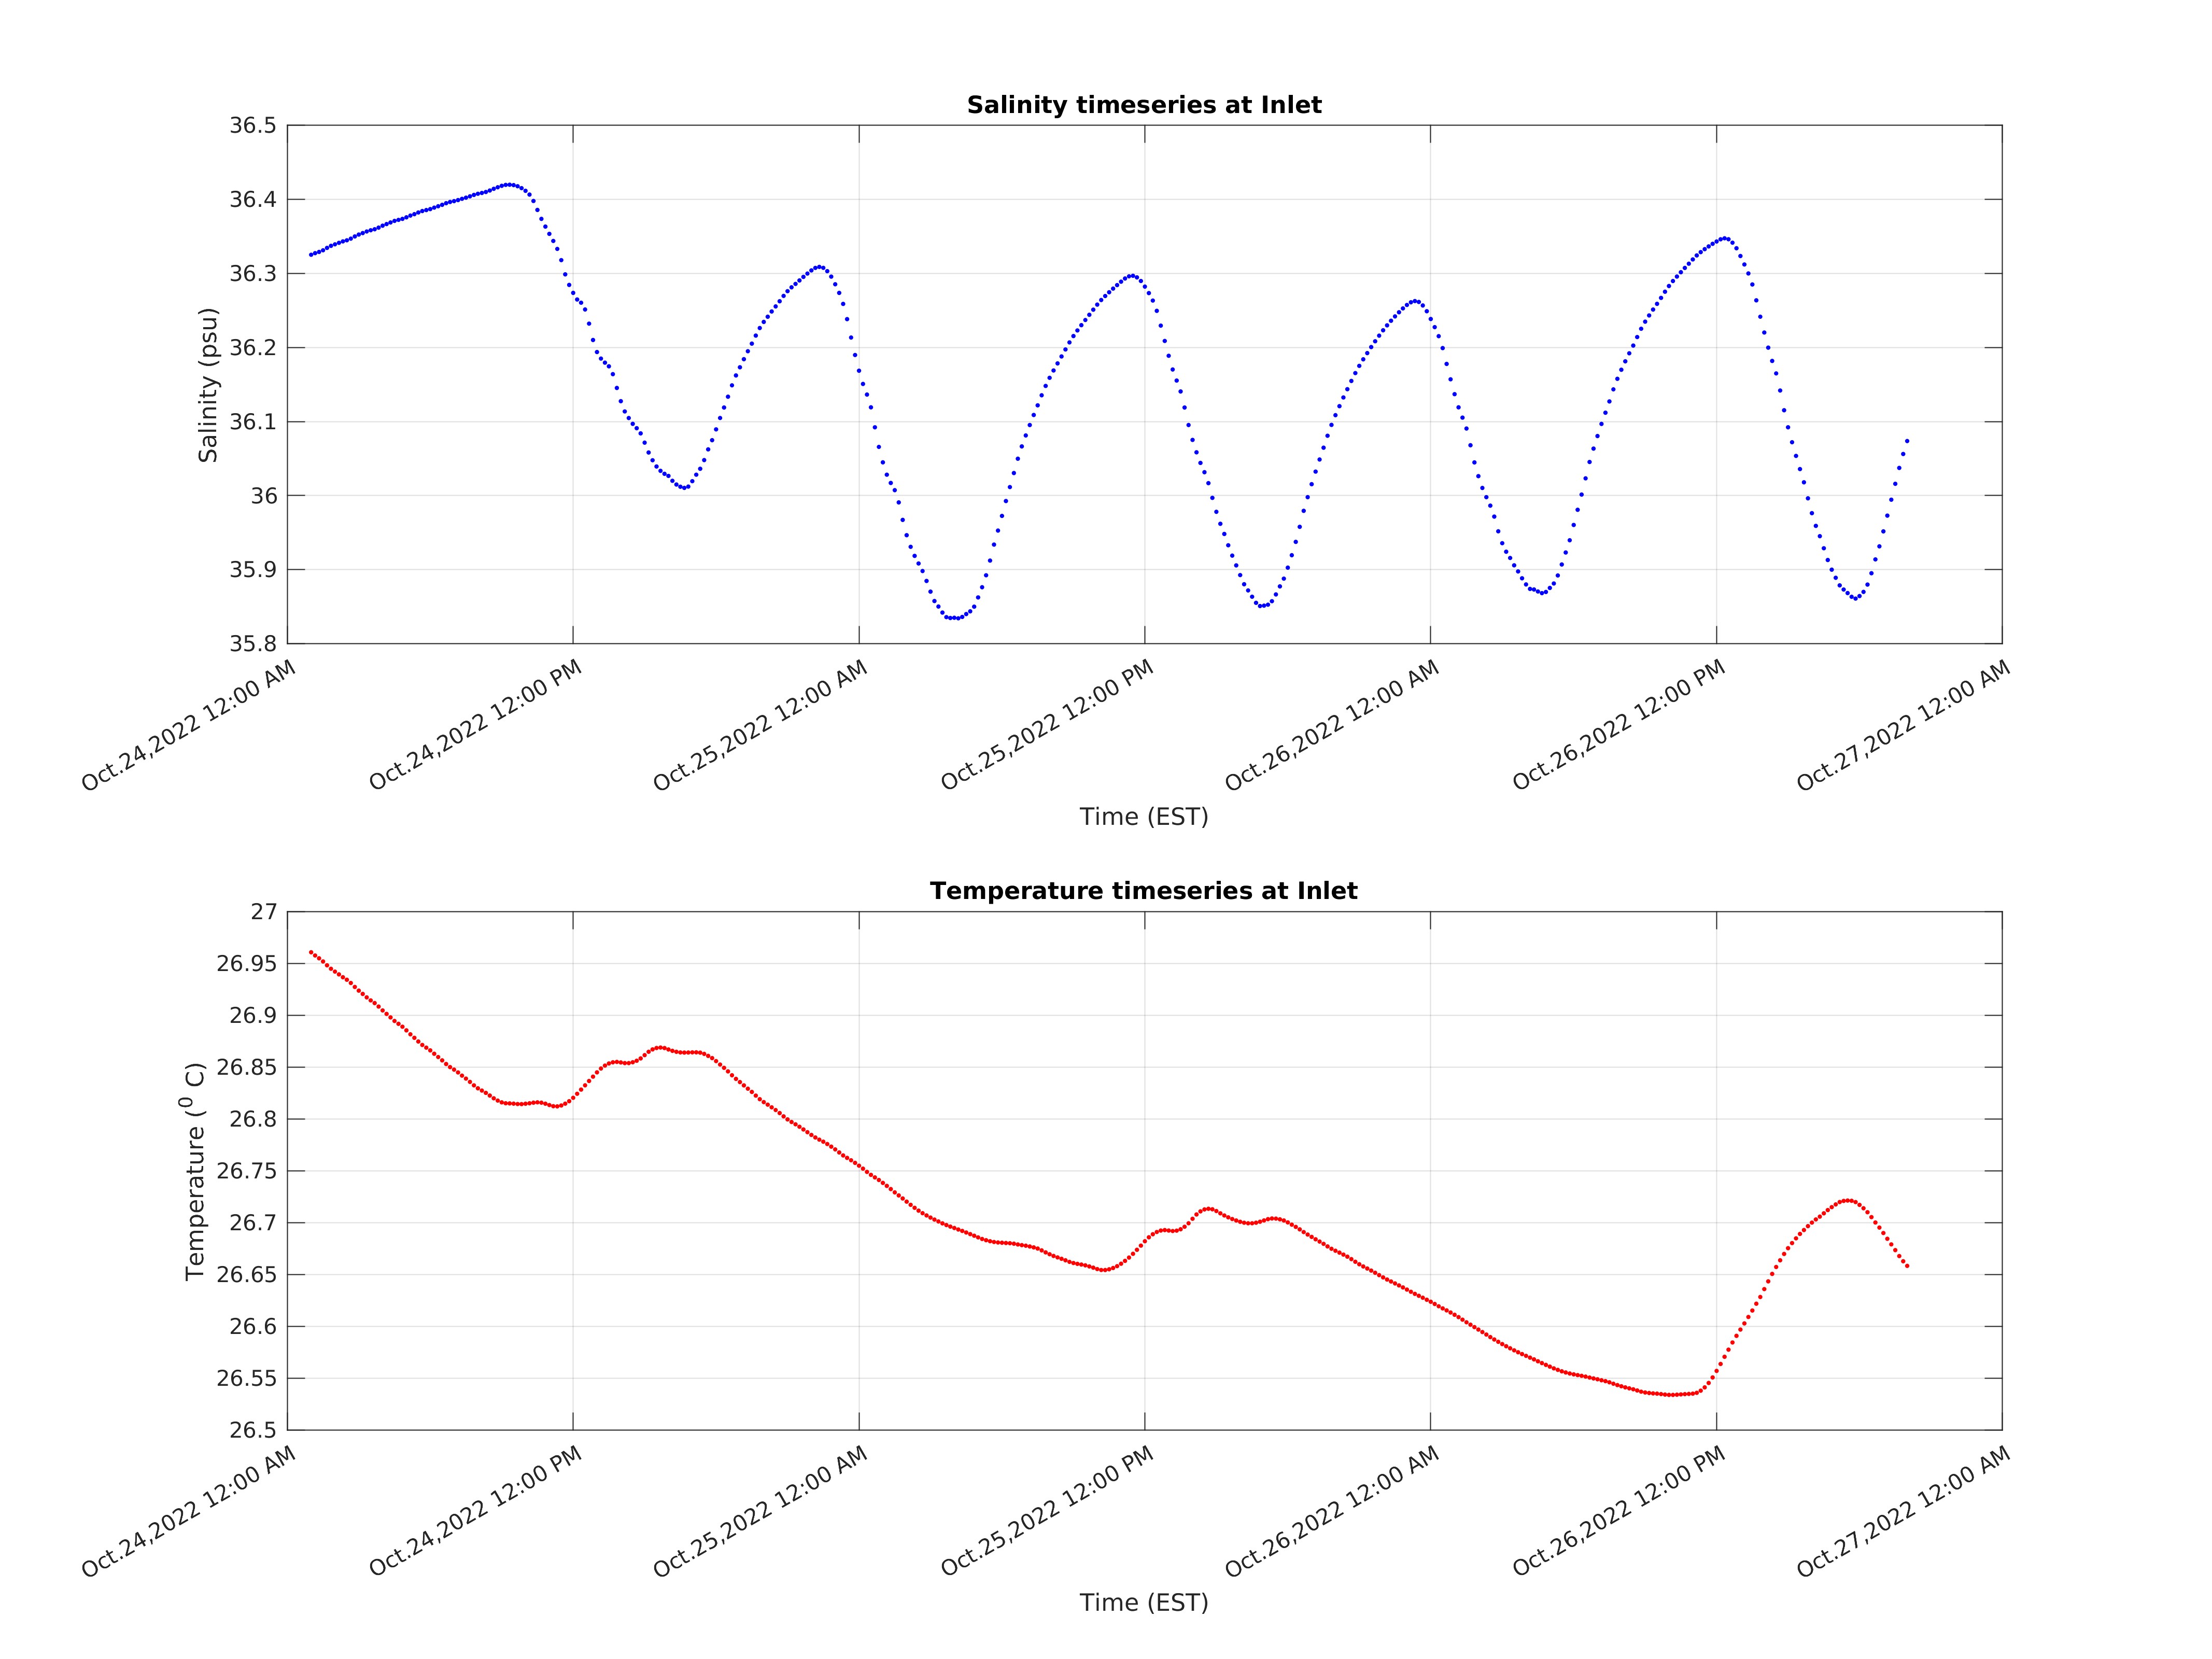 Salinity timeseries at Inlet
36.5
36.4
36.3
36.2
36.1
36
35.9
35.8
Salinity (psu)
Oct.24,2022 12:00 AM
Oct.24,2022 12:00 PM
Oct.25,2022 12:00 AM
Oct.25,2022 12:00 PM
Oct.26,2022 12:00 AM
Oct.26,2022 12:00 PM
Oct.27,2022 12:00 AM
Time (EST)
Temperature timeseries at Inlet
27
26.95
26.9
26.85
26.8
26.75
26.7
26.65
26.6
26.55
26.5
Temperature (⁰ C)
Oct.24,2022 12:00 AM
Oct.24,2022 12:00 PM
Oct.25,2022 12:00 AM
Oct.25,2022 12:00 PM
Oct.26,2022 12:00 AM
Oct.26,2022 12:00 PM
Oct.27,2022 12:00 AM
Time (EST)